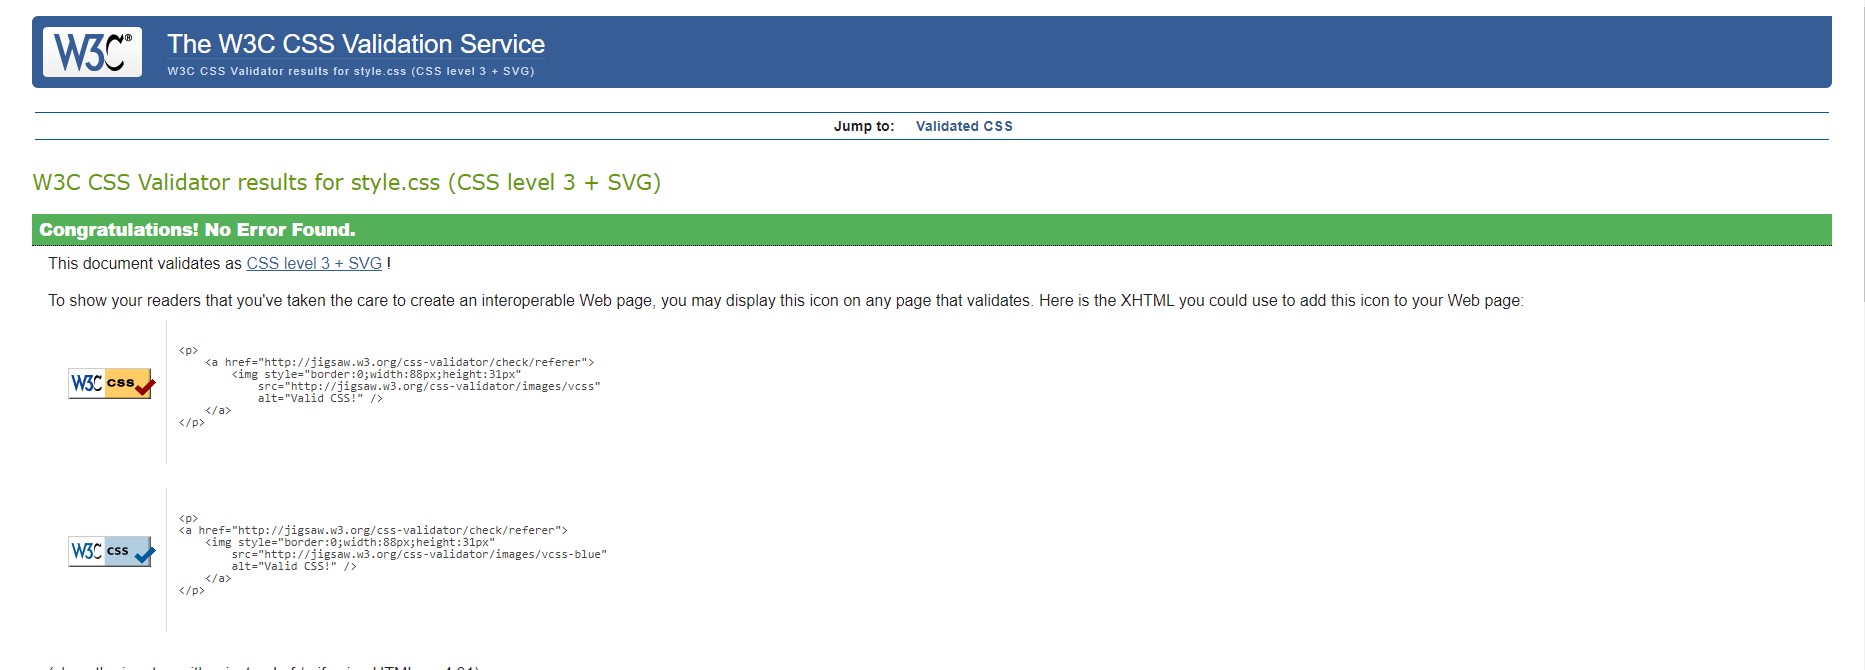 W3C®
The W3C CSS Validation Service
W3C CSS Validator results for style.css (CSS level 3 + SVG)
Jump to: Validated CSS
W3C CSS Validator results for style.css (CSS level 3 + SVG)
Congratulations! No Error Found.
This document validates as CSS level 3 + SVG !
To show your readers that you've taken the care to create an interoperable Web page, you may display this icon on any page that validates. Here is the XHTML you could use to add this icon to your Web page:
W3C css
<p>
<a href="http://jigsaw.w3.org/css-validator/check/referer">
<img style="border:0;width:88px;height:31px"
src="http://jigsaw.w3.org/css-validator/images/vcss"
alt="Valid CSS!" />
</a>
</p>
W3C css
<p>
<a href="http://jigsaw.w3.org/css-validator/check/referer">
<img style="border:0;width:88px;height:31px"
src="http://jigsaw.w3.org/css-validator/images/vcss-blue"
alt="Valid CSS!" />
</a>
</p>